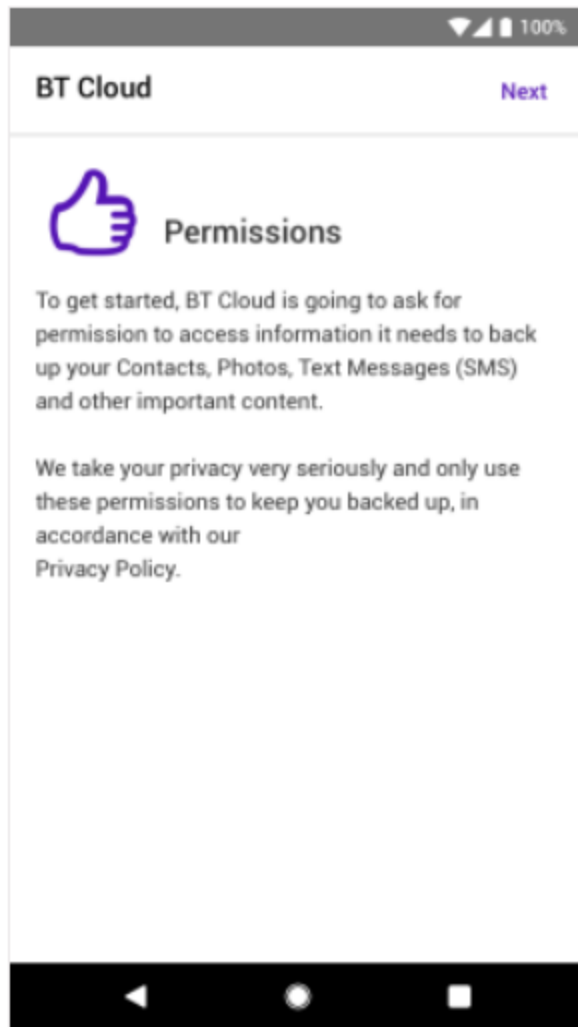 100%
BT Cloud
Next
Permissions
To get started, BT Cloud is going to ask for
permission to access information it needs to back
up your Contacts, Photos, Text Messages (SMS)
and other important content.
We take your privacy very seriously and only use
these permissions to keep you backed up, in
accordance with our
Privacy Policy.